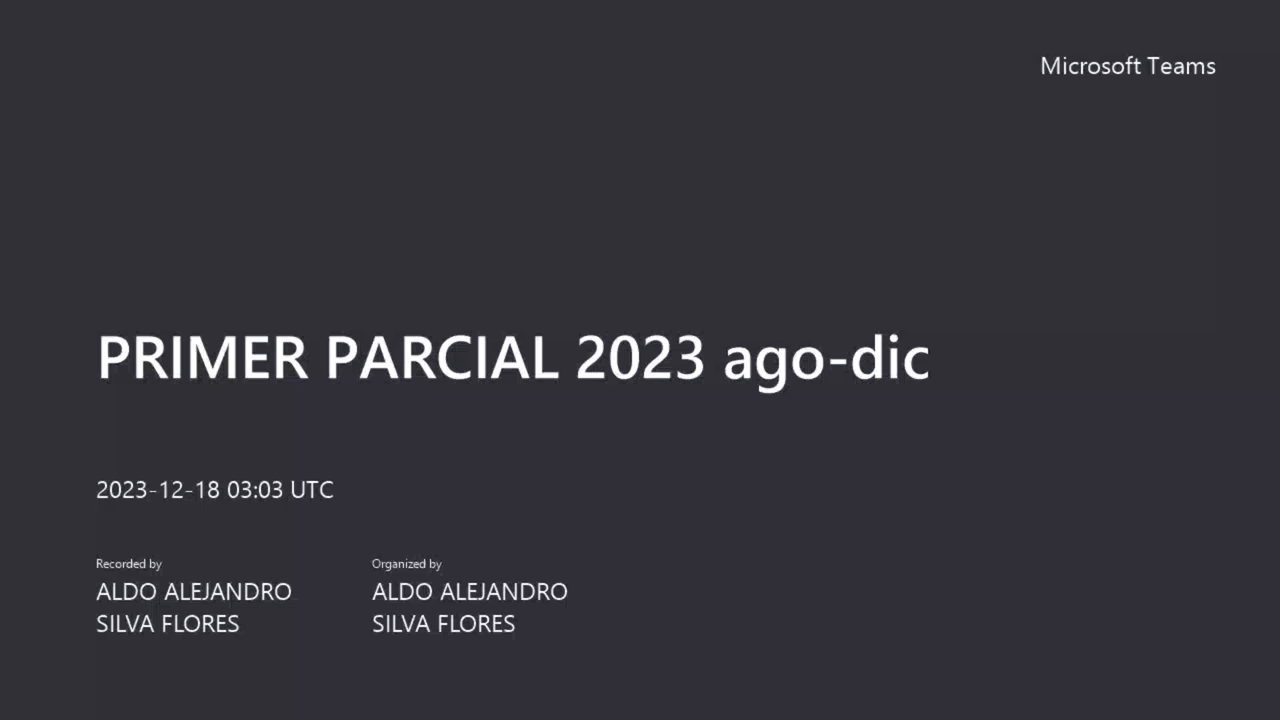 Microsoft Teams
PRIMER PARCIAL 2023 ago-dic
2023-12-18 03:03 UTC
Recorded by
ALDO ALEJANDRO
SILVA FLORES
Organized by
ALDO ALEJANDRO
SILVA FLORES